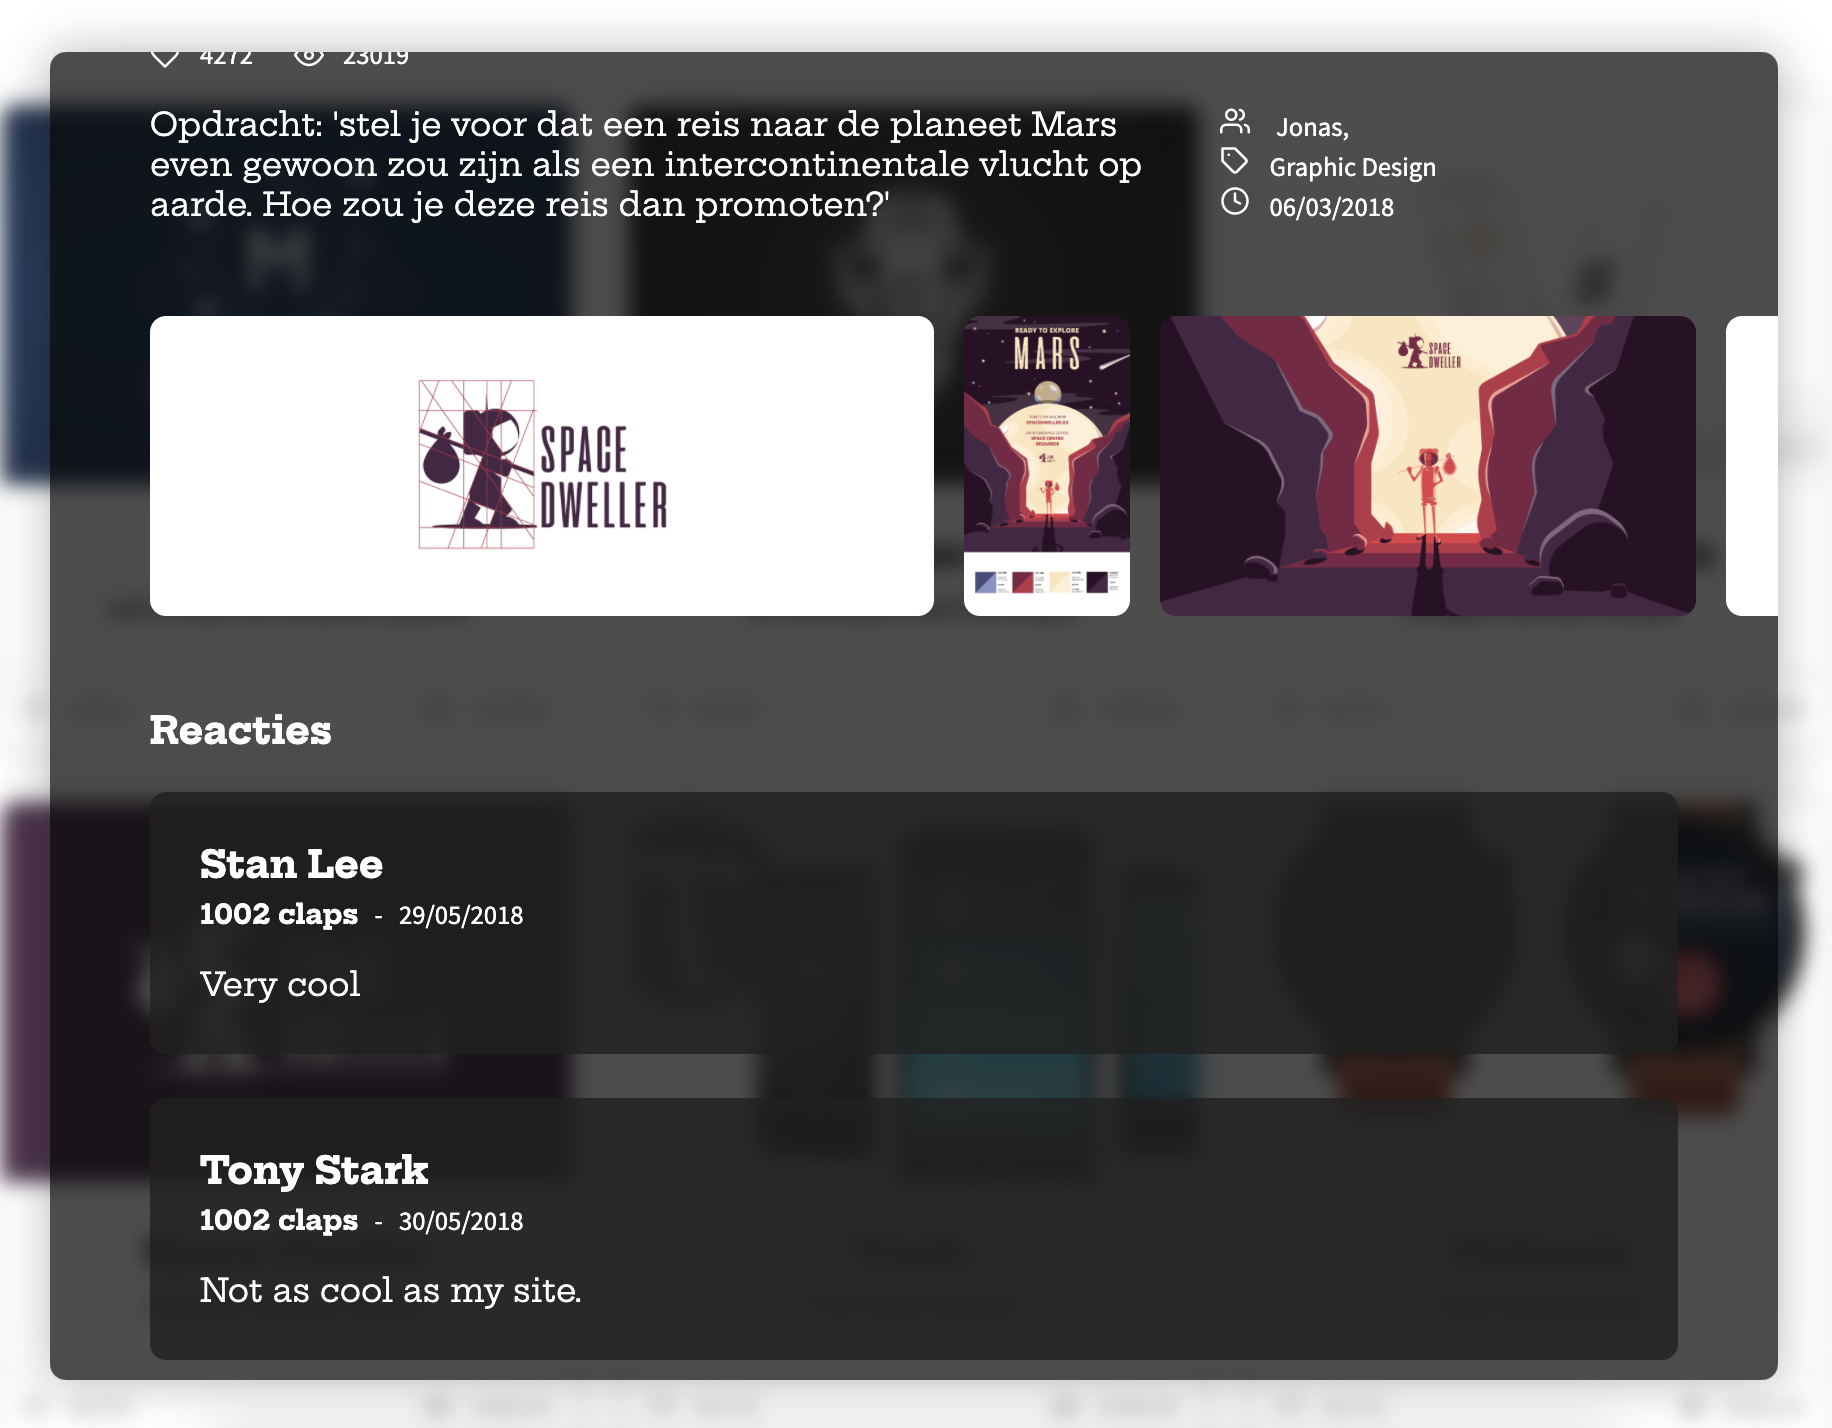 4272 23019
Opdracht: 'stel je voor dat een reis naar de planeet Mars
even gewoon zou zijn als een intercontinentale vlucht op
aarde. Hoe zou je deze reis dan promoten?'
Jonas,
Graphic Design
06/03/2018
SPACE
DWELLER
READY TO EXPLORE
MARS
SPACE
DWELLER
Reacties
Stan Lee
1002 claps - 29/05/2018
Very cool
Tony Stark
1002 claps - 30/05/2018
Not as cool as my site.